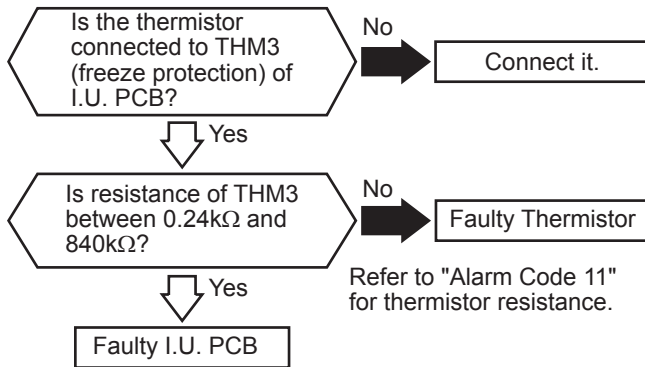 Is the thermistor
connected to THM3
(freeze protection) of
I.U. PCB?
No
Connect it.
Yes
Is resistance of THM3
between 0.24kΩ and
840kΩ?
No
Faulty Thermistor
Refer to "Alarm Code 11"
for thermistor resistance.
Yes
Faulty I.U. PCB